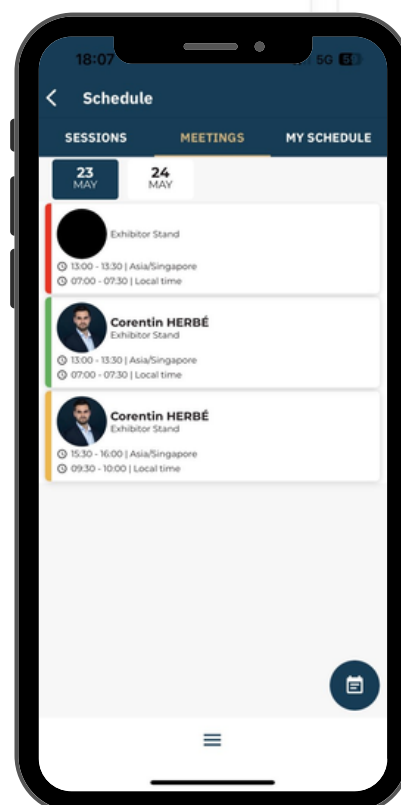 18:07 5G
Schedule
SESSIONS MEETINGS MY SCHEDULE
23 24
MAY MAY
Exhibitor Stand
13:00 - 13:30 | Asia/Singapore
07:00 - 07:30 | Local time
Corentin HERBÉ
Exhibitor Stand
13:00 - 13:30 | Asia/Singapore
07:00 - 07:30 | Local time
Corentin HERBÉ
Exhibitor Stand
15:30 - 16:00 | Asia/Singapore
09:30 - 10:00 | Local time